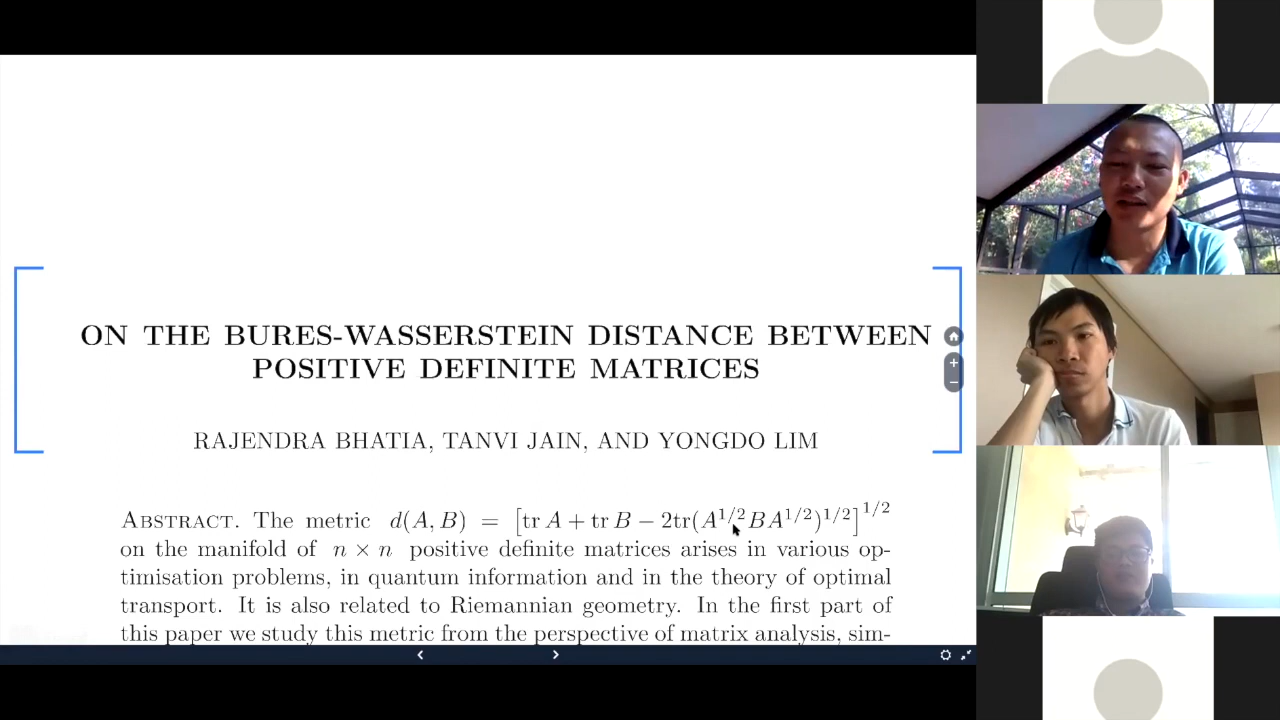 ON THE BURES-WASSERSTEIN DISTANCE BETWEEN
POSITIVE DEFINITE MATRICES
RAJENDRA BHATIA, TANVI JAIN, AND YONGDO LIM
ABSTRACT. The metric d(A, B) = [tr A + tr B − 2tr(A^{1/2}BA^{1/2})^{1/2}]^{1/2}
on the manifold of n × n positive definite matrices arises in various op-
timisation problems, in quantum information and in the theory of optimal
transport. It is also related to Riemannian geometry. In the first part of
this paper we study this metric from the perspective of matrix analysis, sim-